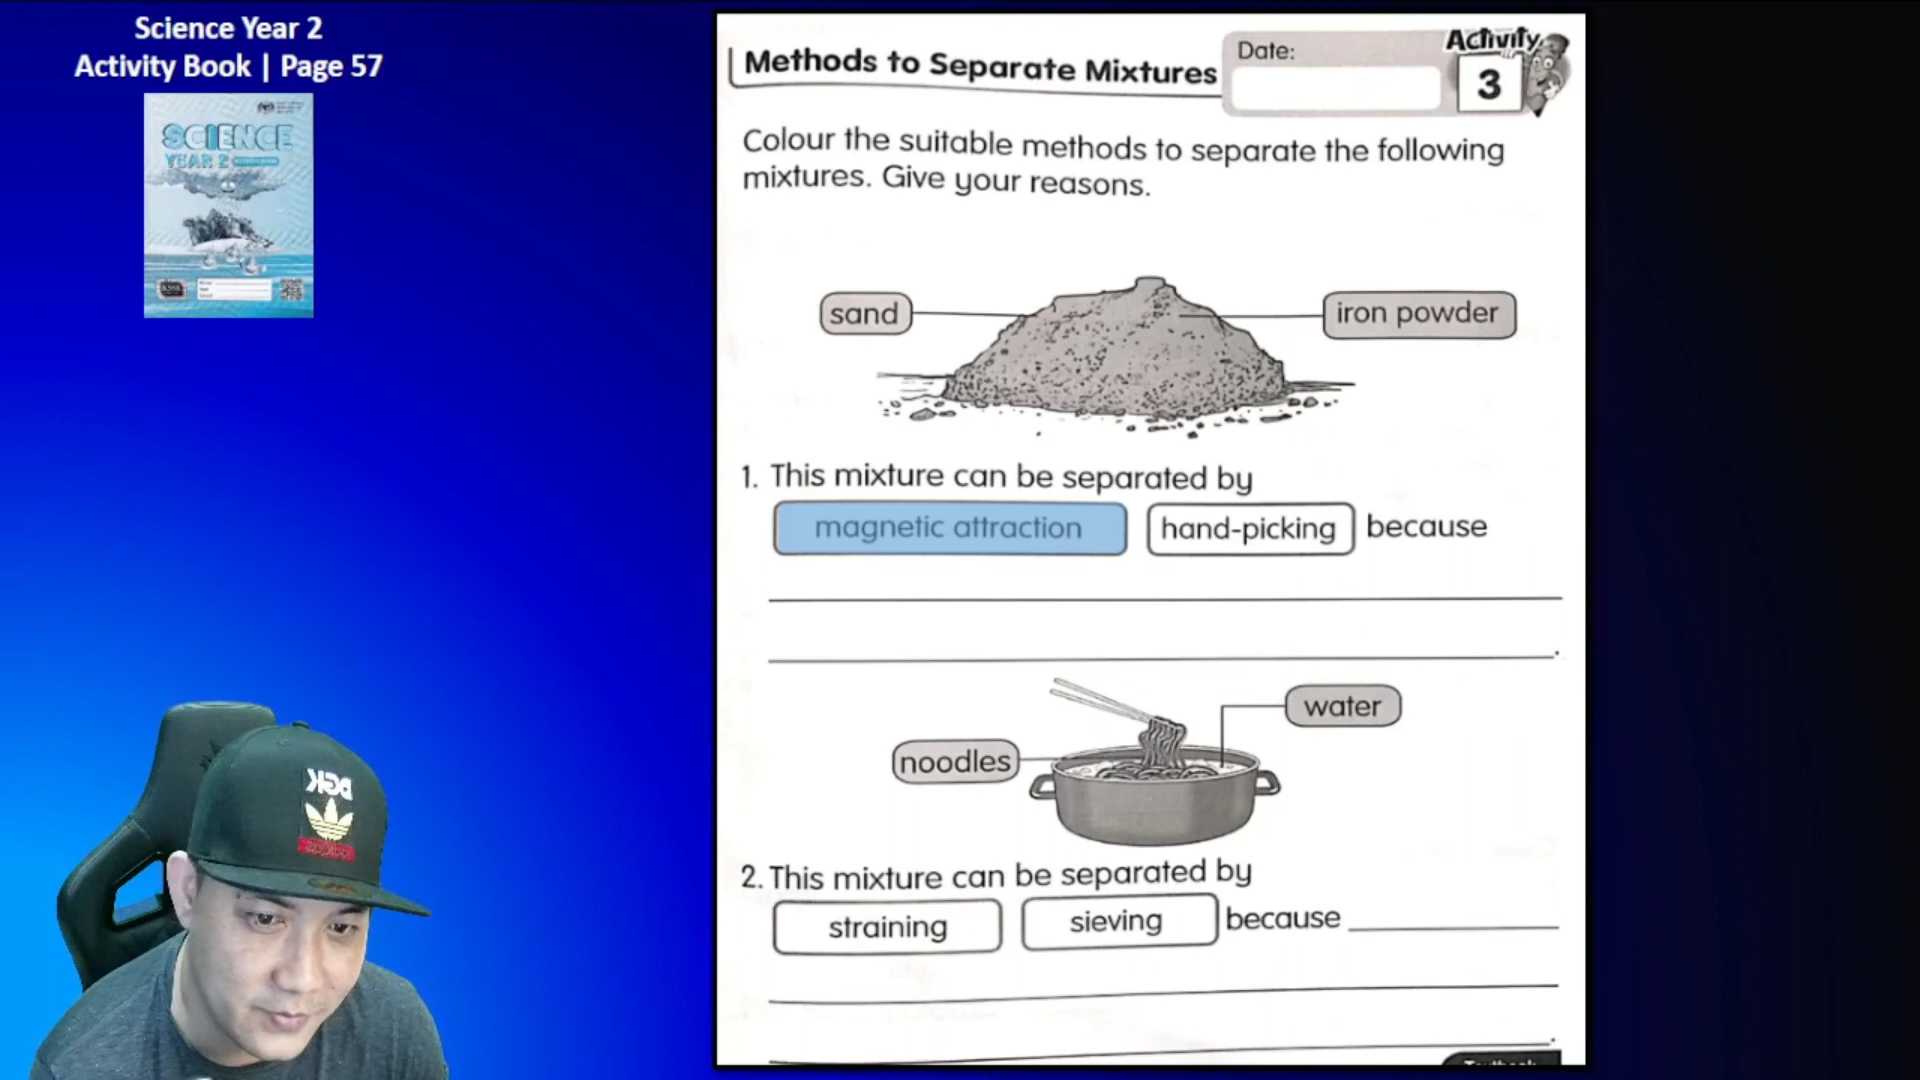 Science Year 2
Activity Book | Page 57
SCIENCE
YEAR 2
Methods to Separate Mixtures
Date:
Activity
3
Colour the suitable methods to separate the following
mixtures. Give your reasons.
sand
iron powder
1. This mixture can be separated by
magnetic attraction hand-picking because
water
noodles
2. This mixture can be separated by
straining sieving because
DGK